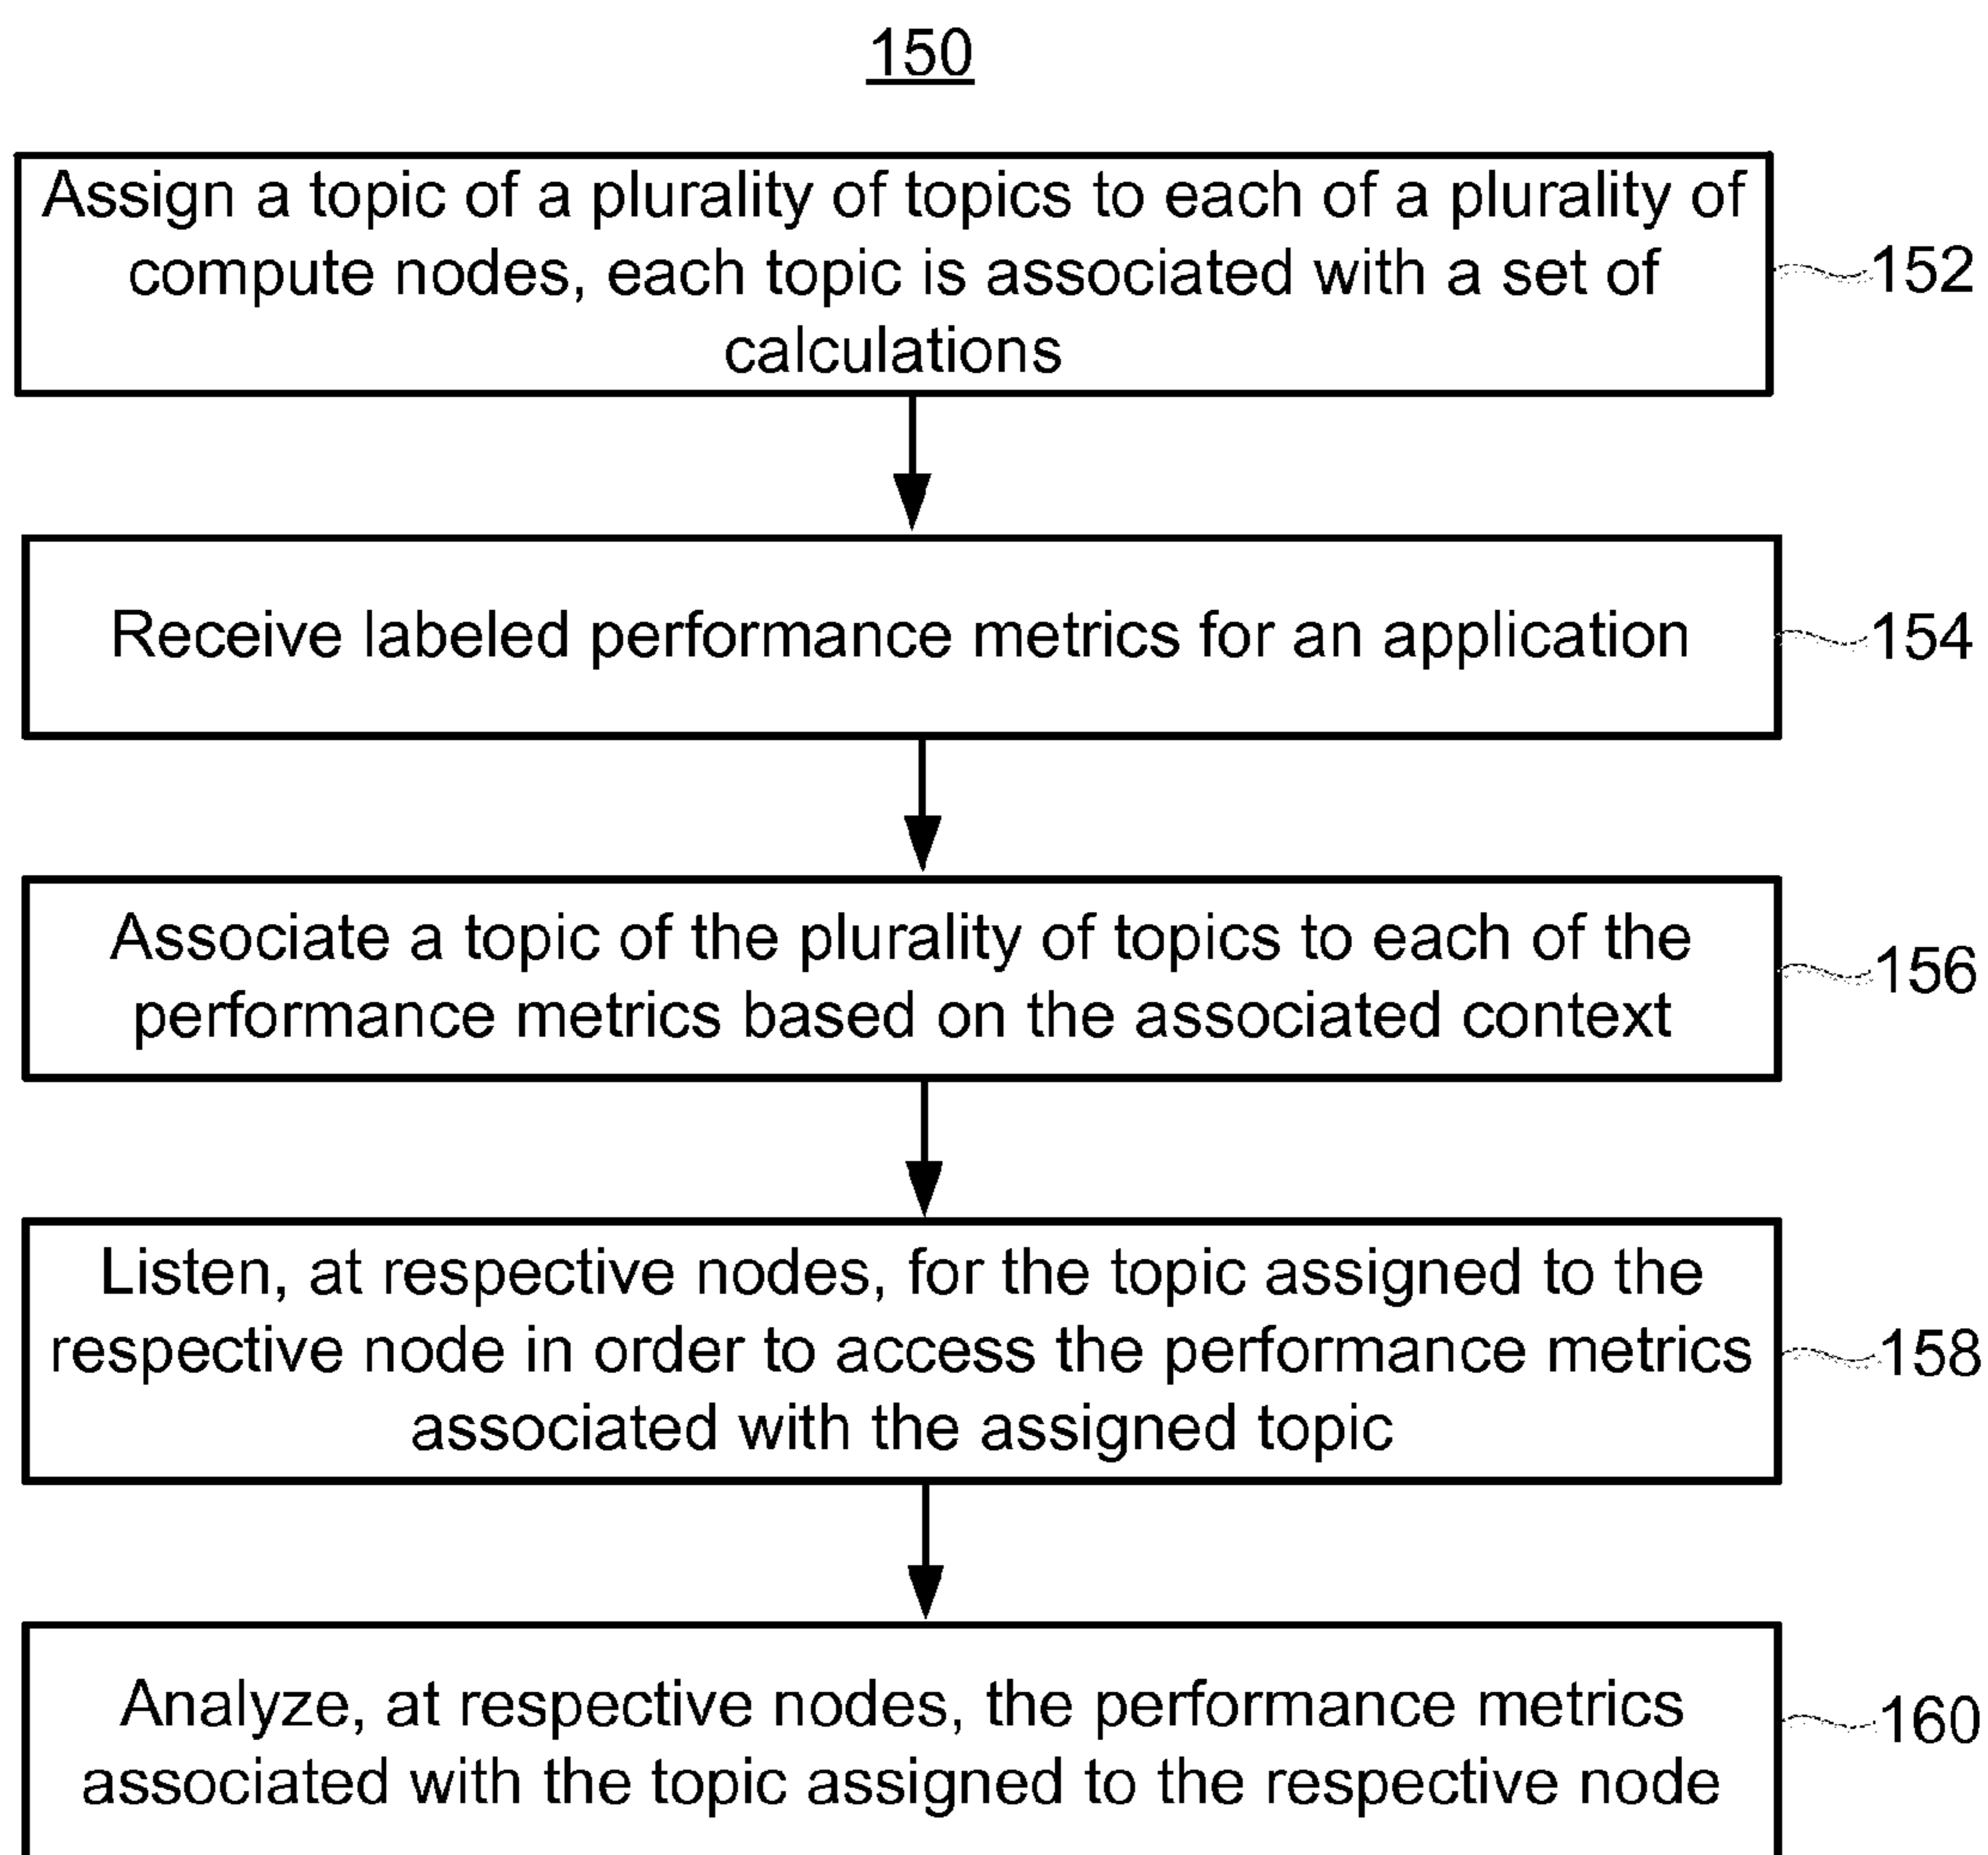 150
Assign a topic of a plurality of topics to each of a plurality of
compute nodes, each topic is associated with a set of
calculations
152
Receive labeled performance metrics for an application
154
Associate a topic of the plurality of topics to each of the
performance metrics based on the associated context
156
Listen, at respective nodes, for the topic assigned to the
respective node in order to access the performance metrics
associated with the assigned topic
158
Analyze, at respective nodes, the performance metrics
associated with the topic assigned to the respective node
160